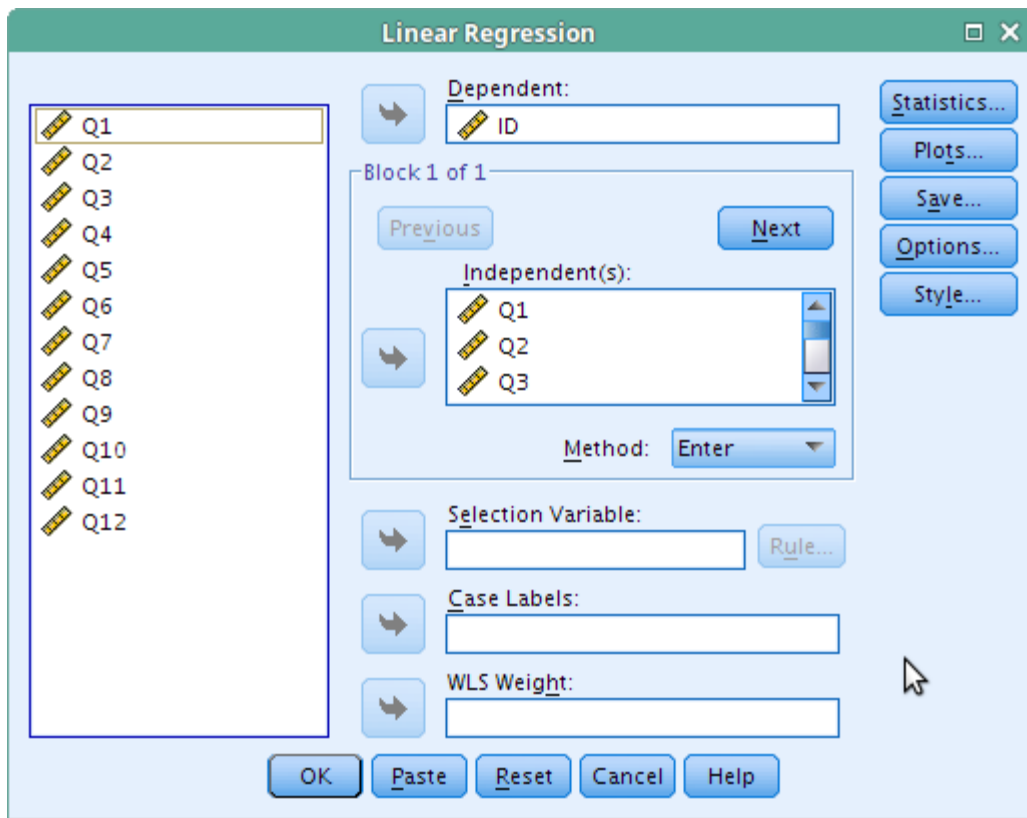 Linear Regression
Q1
Q2
Q3
Q4
Q5
Q6
Q7
Q8
Q9
Q10
Q11
Q12
Dependent:
ID
Block 1 of 1
Previous
Next
Independent(s):
Q1
Q2
Q3
Method:
Enter
Selection Variable:
Rule...
Case Labels:
WLS Weight:
Statistics...
Plots...
Save...
Options...
Style...
OK
Paste
Reset
Cancel
Help